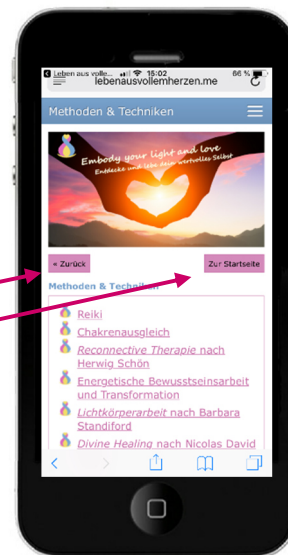 Leben aus volle... 15:02 66 %
lebenausvollemherzen.me
Methoden & Techniken
Embody your light and love
Entdecke und lebe dein wertvolles Selbst
« Zurück
Zur Startseite
Methoden & Techniken
Reiki
Chakrenausgleich
Reconnective Therapie nach
Herwig Schön
Energetische Bewusstseinsarbeit
und Transformation
Lichtkörperarbeit nach Barbara
Standiford
Divine Healing nach Nicolas David